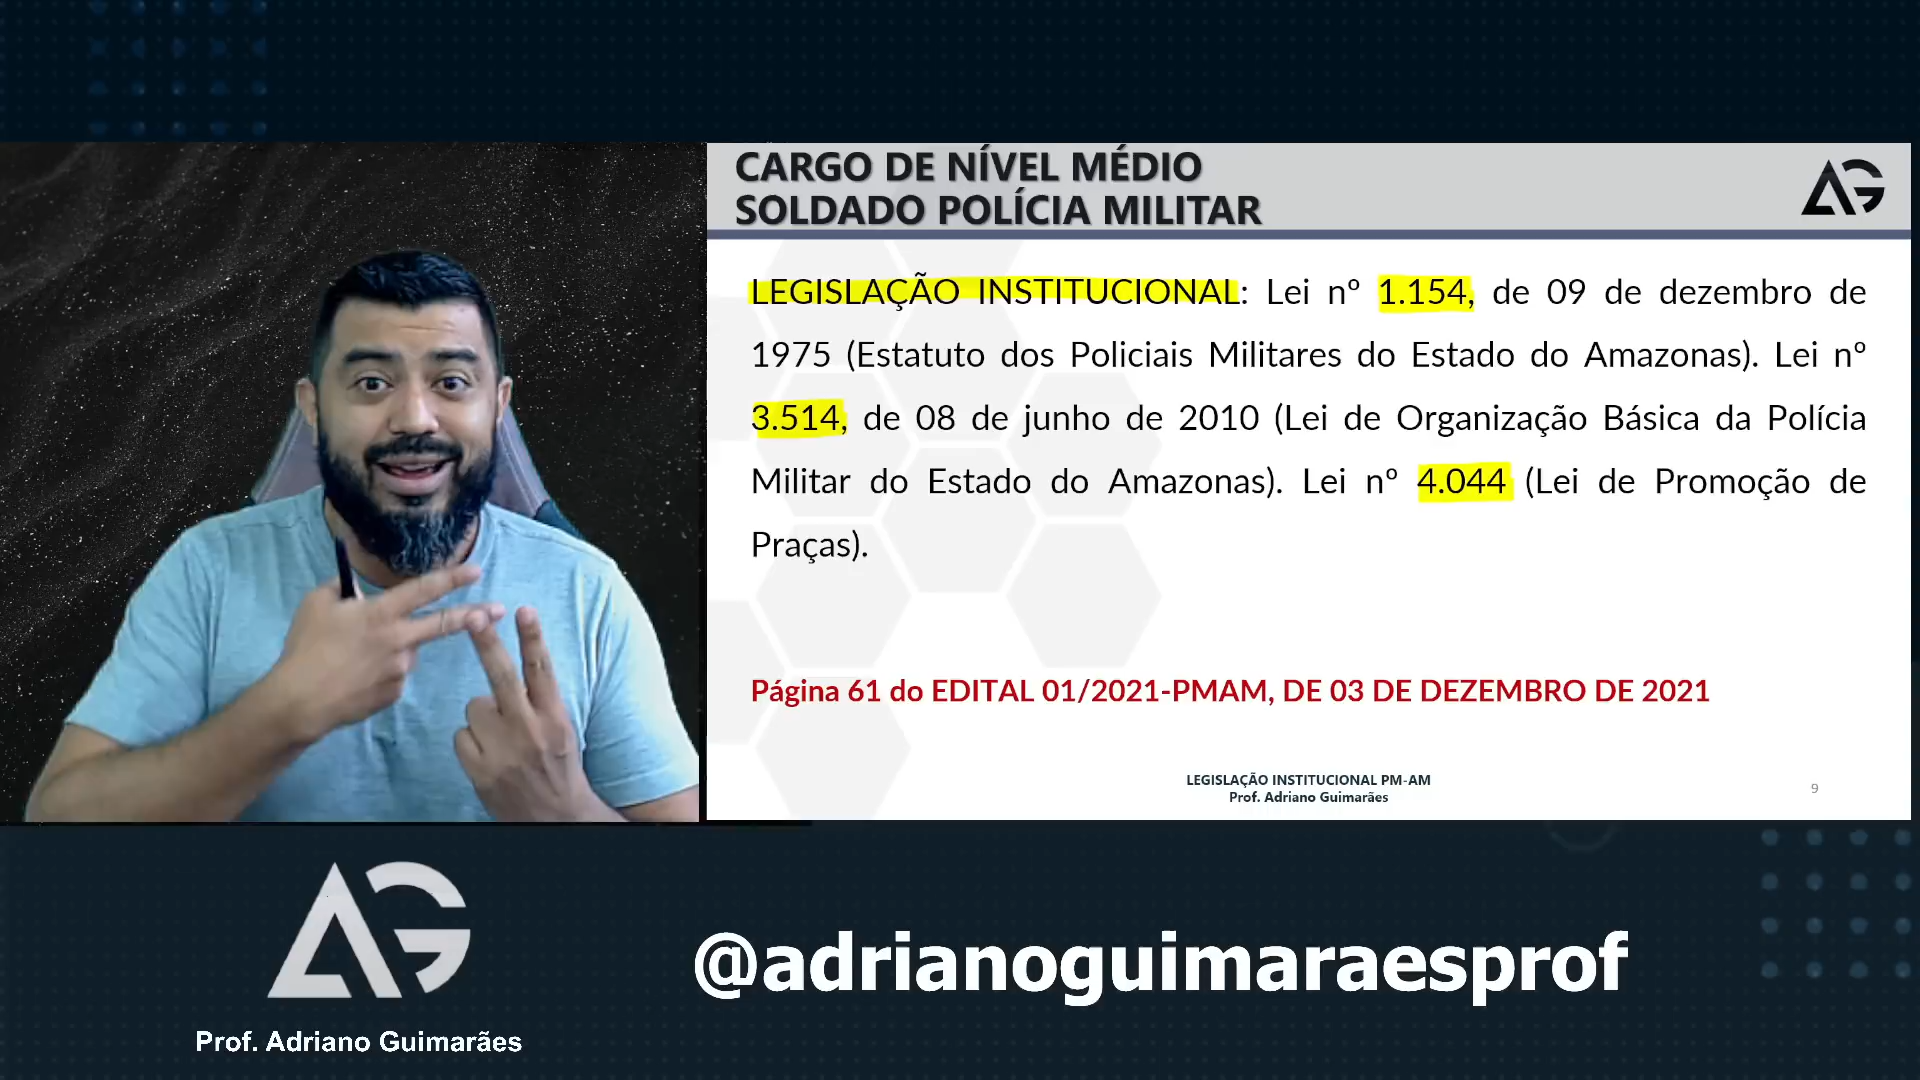 CARGO DE NÍVEL MÉDIO
SOLDADO POLÍCIA MILITAR
AG
LEGISLAÇÃO INSTITUCIONAL: Lei nº 1.154, de 09 de dezembro de
1975 (Estatuto dos Policiais Militares do Estado do Amazonas). Lei nº
3.514, de 08 de junho de 2010 (Lei de Organização Básica da Polícia
Militar do Estado do Amazonas). Lei nº 4.044 (Lei de Promoção de
Praças).
Página 61 do EDITAL 01/2021-PMAM, DE 03 DE DEZEMBRO DE 2021
LEGISLAÇÃO INSTITUCIONAL PM-AM
Prof. Adriano Guimarães
9
AG
Prof. Adriano Guimarães
@adrianoguimaraesprof